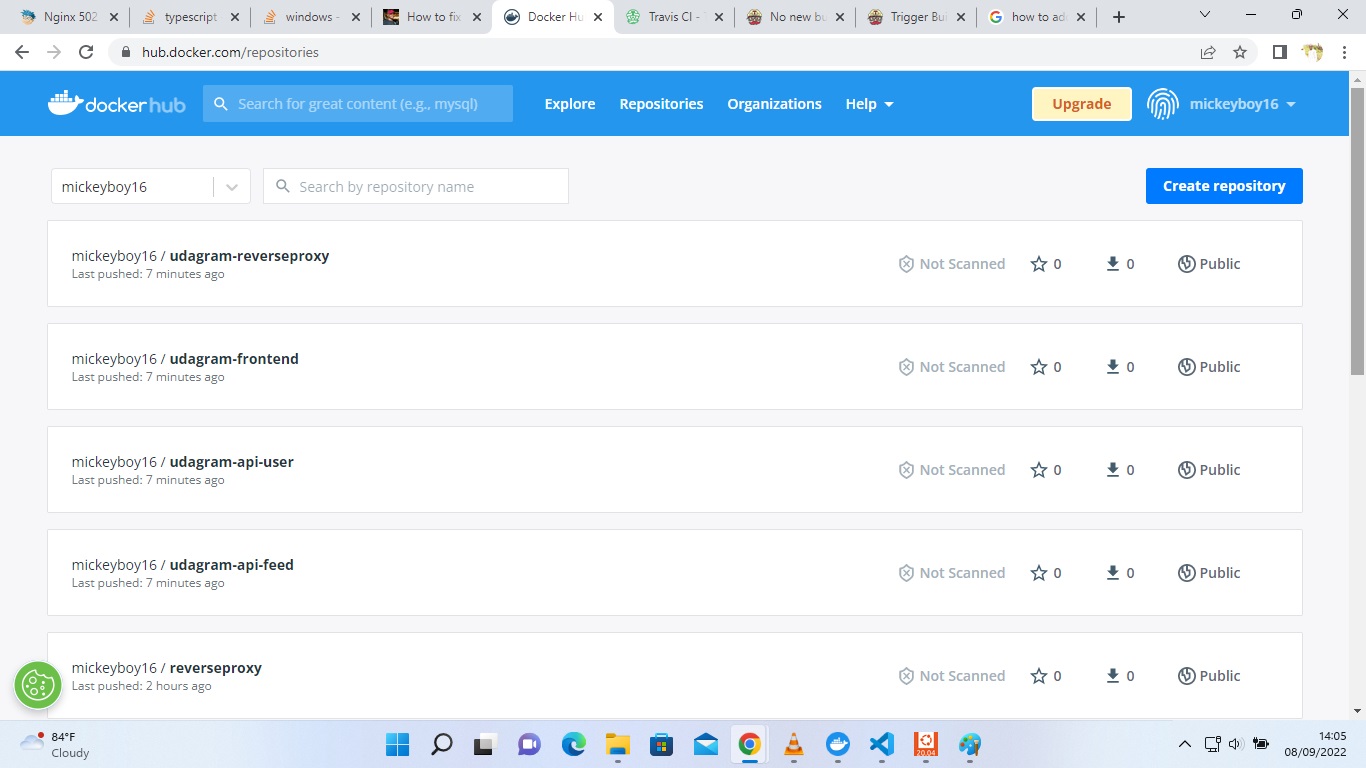 Nginx 502
typescript
windows -
How to fix
Docker Hu
Travis CI -
No new bu
Trigger Bu
how to ad
hub.docker.com/repositories
dockerhub
Search for great content (e.g., mysql)
Explore
Repositories
Organizations
Help
Upgrade
mickeyboy16
mickeyboy16
Search by repository name
Create repository
mickeyboy16 / udagram-reverseproxy
Last pushed: 7 minutes ago
Not Scanned
0
0
Public
mickeyboy16 / udagram-frontend
Last pushed: 7 minutes ago
Not Scanned
0
0
Public
mickeyboy16 / udagram-api-user
Last pushed: 7 minutes ago
Not Scanned
0
0
Public
mickeyboy16 / udagram-api-feed
Last pushed: 7 minutes ago
Not Scanned
0
0
Public
mickeyboy16 / reverseproxy
Last pushed: 2 hours ago
Not Scanned
0
0
Public
84°F
Cloudy
20.04
14:05
08/09/2022